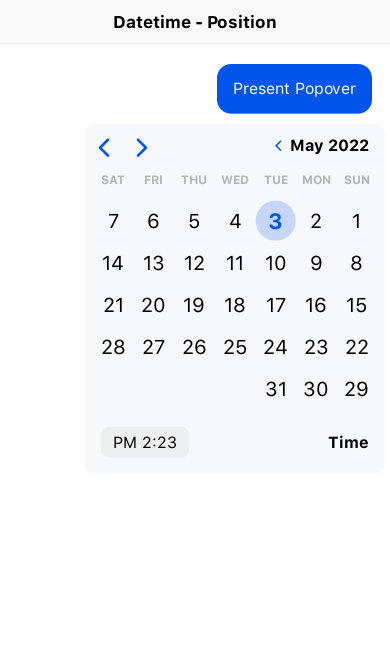 Datetime - Position
Present Popover
May 2022
SAT FRI THU WED TUE MON SUN
7 6 5 4 3 2 1
14 13 12 11 10 9 8
21 20 19 18 17 16 15
28 27 26 25 24 23 22
31 30 29
PM 2:23 Time